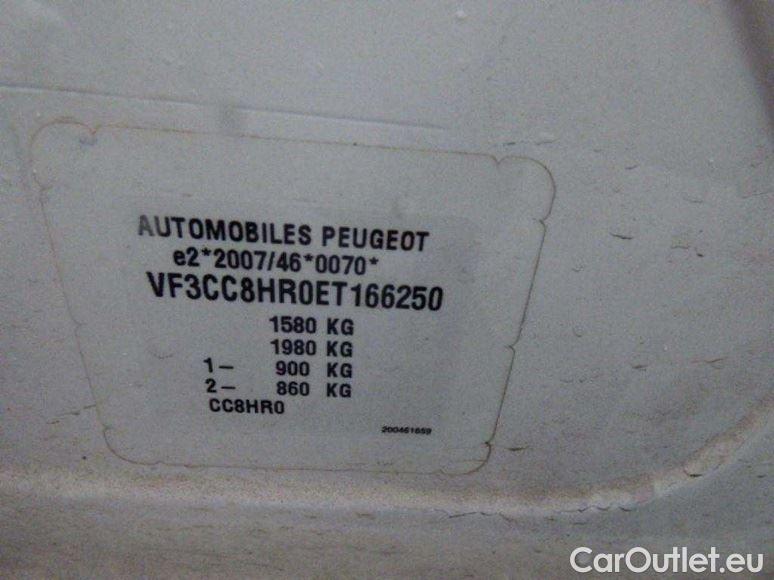 AUTOMOBILES PEUGEOT
e2*2007/46*0070*
VF3CC8HR0ET166250
1580 KG
1980 KG
1- 900 KG
2- 860 KG
CC8HR0
200461659
CarOutlet.eu